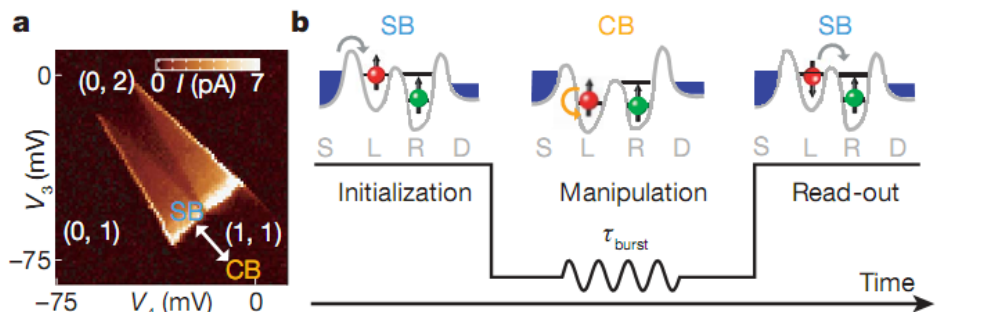 a
b
SB
CB
SB
0
(0, 2)
0 I (pA) 7
V3 (mV)
SB
(0, 1)
(1, 1)
−75
CB
−75
V4 (mV)
0
S L R D
S L R D
S L R D
Initialization
Manipulation
Read-out
τburst
Time